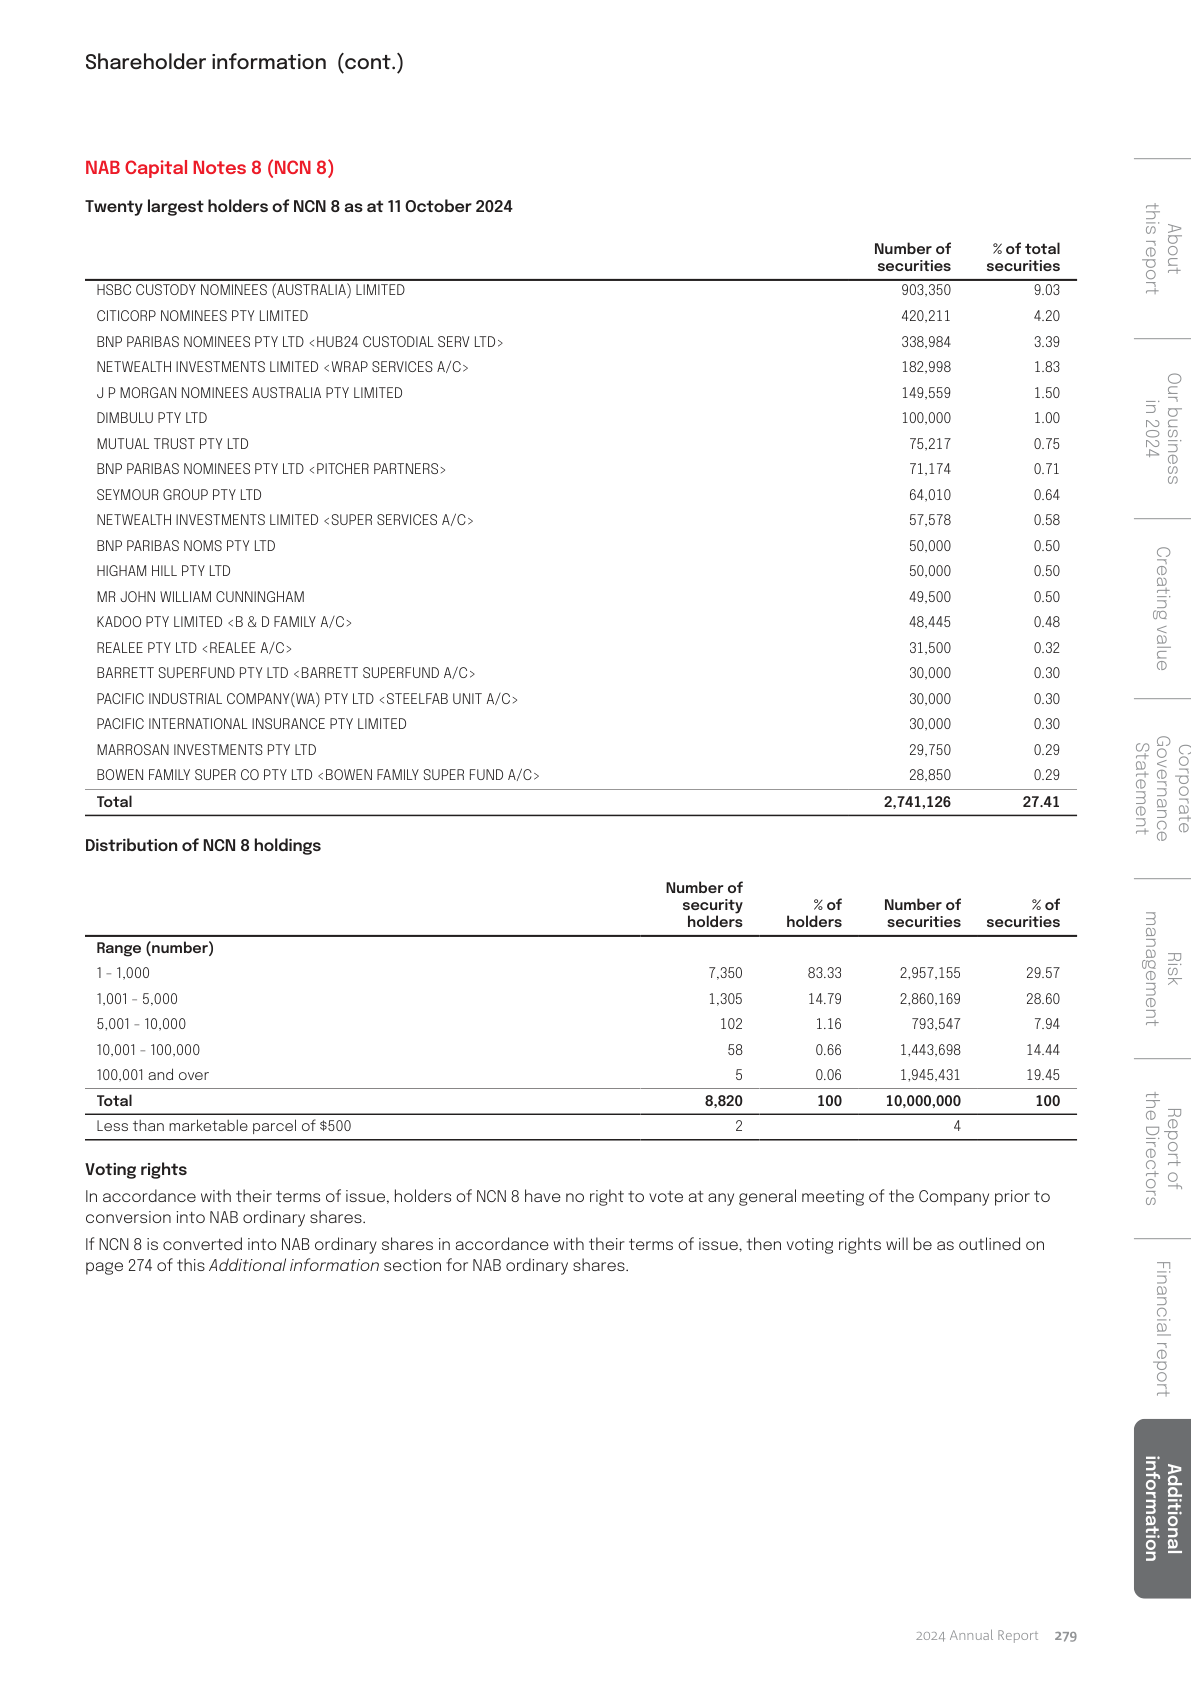 Shareholder information (cont.)
NAB Capital Notes 8 (NCN 8)
Twenty largest holders of NCN 8 as at 11 October 2024
Number of securities % of total securities
HSBC CUSTODY NOMINEES (AUSTRALIA) LIMITED 903,350 9.03
CITICORP NOMINEES PTY LIMITED 420,211 4.20
BNP PARIBAS NOMINEES PTY LTD <HUB24 CUSTODIAL SERV LTD> 338,984 3.39
NETWEALTH INVESTMENTS LIMITED <WRAP SERVICES A/C> 182,998 1.83
J P MORGAN NOMINEES AUSTRALIA PTY LIMITED 149,559 1.50
DIMBULU PTY LTD 100,000 1.00
MUTUAL TRUST PTY LTD 75,217 0.75
BNP PARIBAS NOMINEES PTY LTD <PITCHER PARTNERS> 71,174 0.71
SEYMOUR GROUP PTY LTD 64,010 0.64
NETWEALTH INVESTMENTS LIMITED <SUPER SERVICES A/C> 57,578 0.58
BNP PARIBAS NOMS PTY LTD 50,000 0.50
HIGHAM HILL PTY LTD 50,000 0.50
MR JOHN WILLIAM CUNNINGHAM 49,500 0.50
KADOO PTY LIMITED <B & D FAMILY A/C> 48,445 0.48
REALEE PTY LTD <REALEE A/C> 31,500 0.32
BARRETT SUPERFUND PTY LTD <BARRETT SUPERFUND A/C> 30,000 0.30
PACIFIC INDUSTRIAL COMPANY(WA) PTY LTD <STEELFAB UNIT A/C> 30,000 0.30
PACIFIC INTERNATIONAL INSURANCE PTY LIMITED 30,000 0.30
MARROSAN INVESTMENTS PTY LTD 29,750 0.29
BOWEN FAMILY SUPER CO PTY LTD <BOWEN FAMILY SUPER FUND A/C> 28,850 0.29
Total 2,741,126 27.41
Distribution of NCN 8 holdings
Number of security holders % of holders Number of securities % of securities
Range (number)
1 – 1,000 7,350 83.33 2,957,155 29.57
1,001 – 5,000 1,305 14.79 2,860,169 28.60
5,001 – 10,000 102 1.16 793,547 7.94
10,001 – 100,000 58 0.66 1,443,698 14.44
100,001 and over 5 0.06 1,945,431 19.45
Total 8,820 100 10,000,000 100
Less than marketable parcel of $500 2 4
Voting rights
In accordance with their terms of issue, holders of NCN 8 have no right to vote at any general meeting of the Company prior to
conversion into NAB ordinary shares.
If NCN 8 is converted into NAB ordinary shares in accordance with their terms of issue, then voting rights will be as outlined on
page 274 of this Additional information section for NAB ordinary shares.
About
this report
Our business
in 2024
Creating value
Corporate
Governance
Statement
Risk
management
Report of
the Directors
Financial report
Additional
information
2024 Annual Report 279